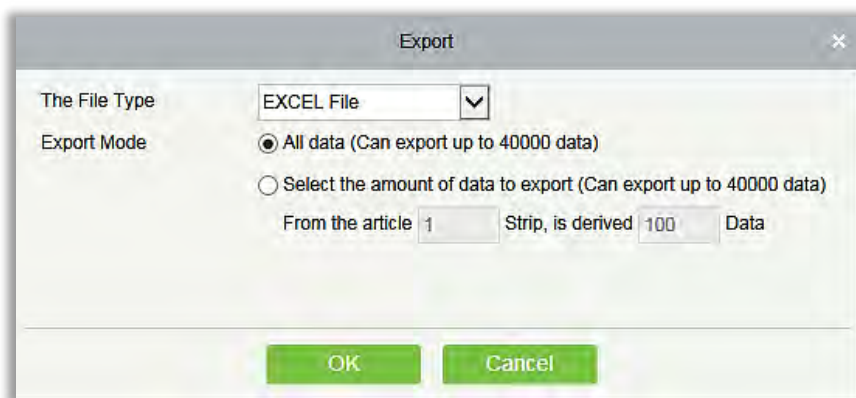 Export
The File Type EXCEL File
Export Mode All data (Can export up to 40000 data)
Select the amount of data to export (Can export up to 40000 data)
From the article 1 Strip, is derived 100 Data
OK Cancel